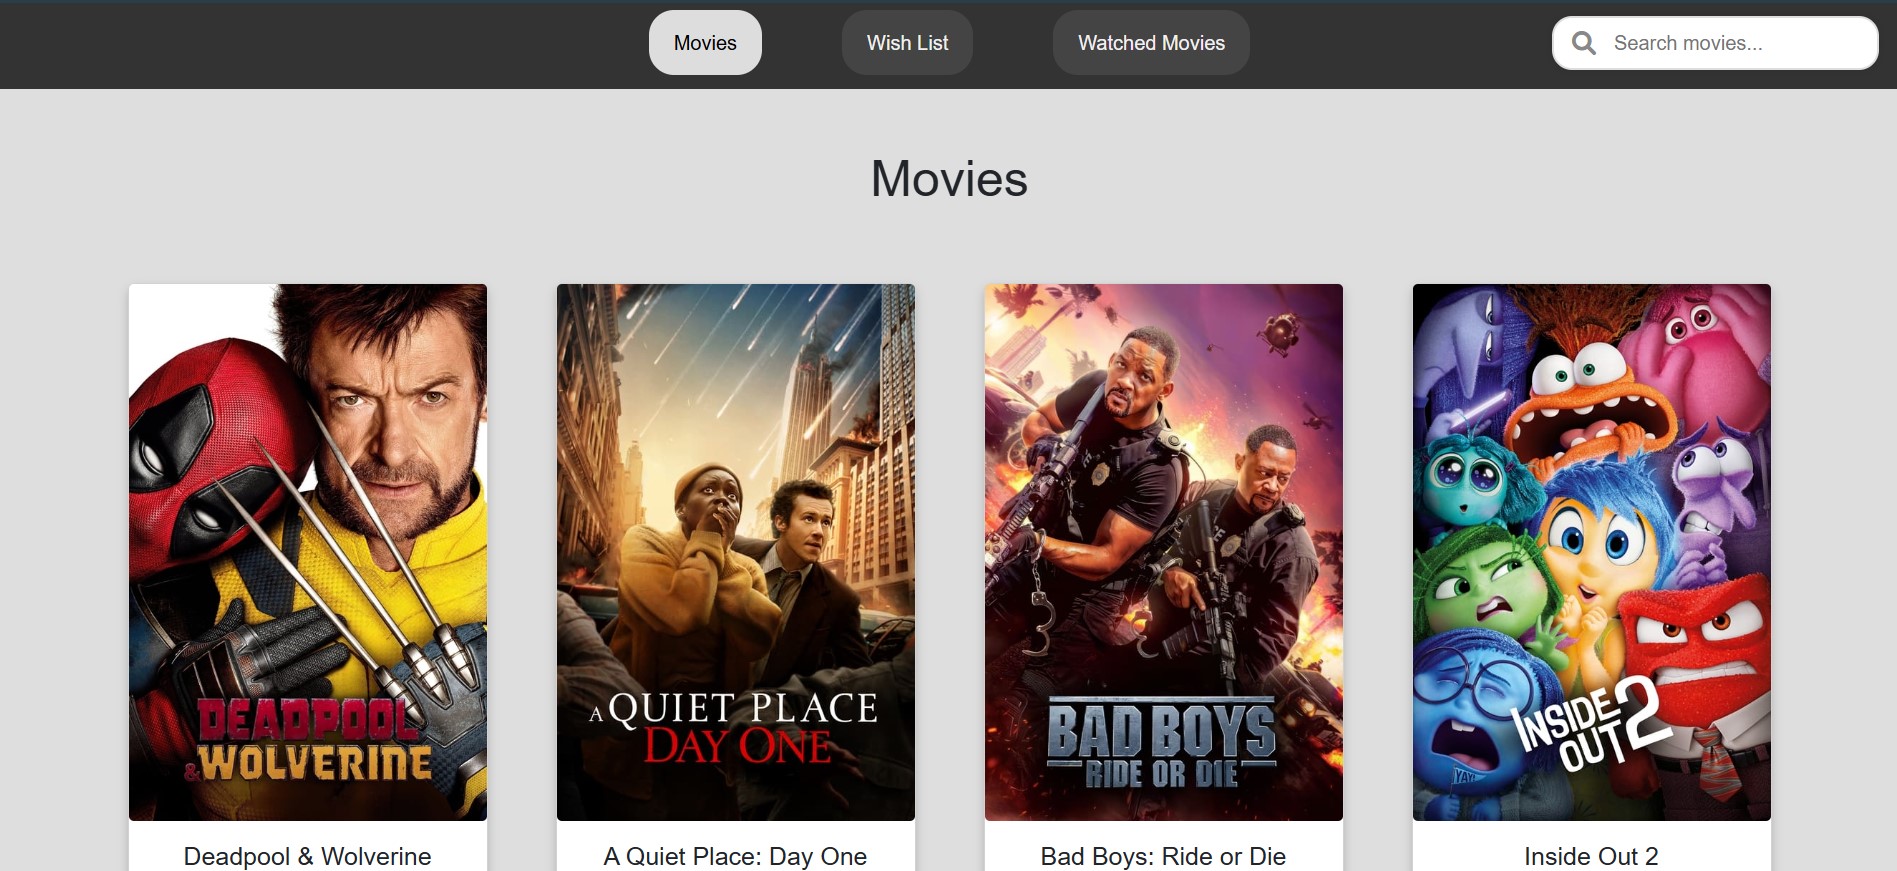 Movies
Wish List
Watched Movies
Search movies...
Movies
DEADPOOL
& WOLVERINE
A QUIET PLACE
DAY ONE
BAD BOYS
RIDE OR DIE
INSIDE
OUT 2
YAY!
Deadpool & Wolverine
A Quiet Place: Day One
Bad Boys: Ride or Die
Inside Out 2